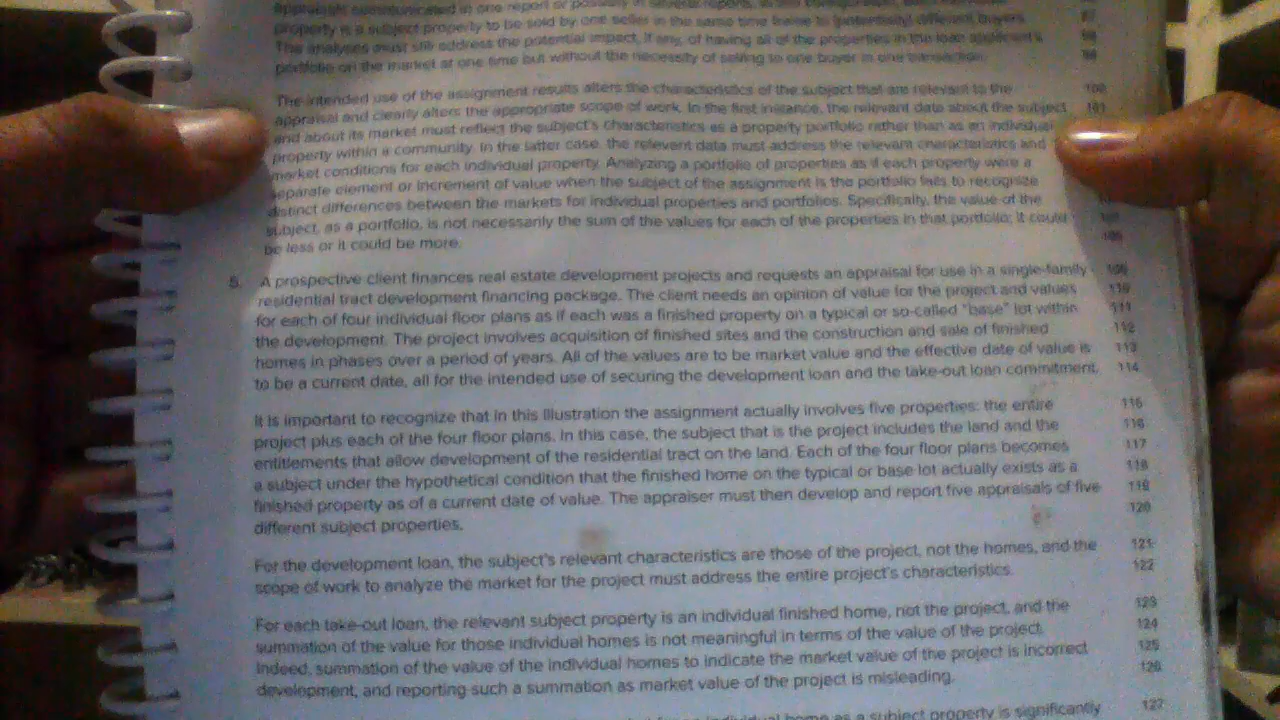 Appraisals communicated in one report or possibly in several reports, in this
property is a subject property to be sold by one seller in the same time frame to (potentially) different buyers. 97
The analyses must still address the potential impact, if any, of having all of the properties in the loan applicant's 98
portfolio on the market at one time but without the necessity of selling to one buyer in one transaction. 99
The intended use of the assignment results alters the characteristics of the subject that are relevant to the 100
appraisal and clearly alters the appropriate scope of work. In the first instance, the relevant data about the subject 101
and about its market must reflect the subject's characteristics as a property portfolio rather than as an individual
property within a community. In the latter case, the relevant data must address the relevant characteristics and
market conditions for each individual property. Analyzing a portfolio of properties as if each property were a
separate element or increment of value when the subject of the assignment is the portfolio fails to recognize
distinct differences between the markets for individual properties and portfolios. Specifically, the value of the
subject, as a portfolio, is not necessarily the sum of the values for each of the properties in that portfolio; it could
be less or it could be more.
5. A prospective client finances real estate development projects and requests an appraisal for use in a single-family 109
residential tract development financing package. The client needs an opinion of value for the project and values 110
for each of four individual floor plans as if each was a finished property on a typical or so-called "base" lot within 111
the development. The project involves acquisition of finished sites and the construction and sale of finished 112
homes in phases over a period of years. All of the values are to be market value and the effective date of value is 113
to be a current date, all for the intended use of securing the development loan and the take-out loan commitment. 114
It is important to recognize that in this illustration the assignment actually involves five properties: the entire 115
project plus each of the four floor plans. In this case, the subject that is the project includes the land and the 116
entitlements that allow development of the residential tract on the land. Each of the four floor plans becomes 117
a subject under the hypothetical condition that the finished home on the typical or base lot actually exists as a 118
finished property as of a current date of value. The appraiser must then develop and report five appraisals of five 119
different subject properties. 120
For the development loan, the subject's relevant characteristics are those of the project, not the homes, and the 121
scope of work to analyze the market for the project must address the entire project's characteristics. 122
For each take-out loan, the relevant subject property is an individual finished home, not the project, and the 123
summation of the value for those individual homes is not meaningful in terms of the value of the project. 124
Indeed, summation of the value of the individual homes to indicate the market value of the project is incorrect 125
development, and reporting such a summation as market value of the project is misleading. 126
individual home as a subject property is significantly 127